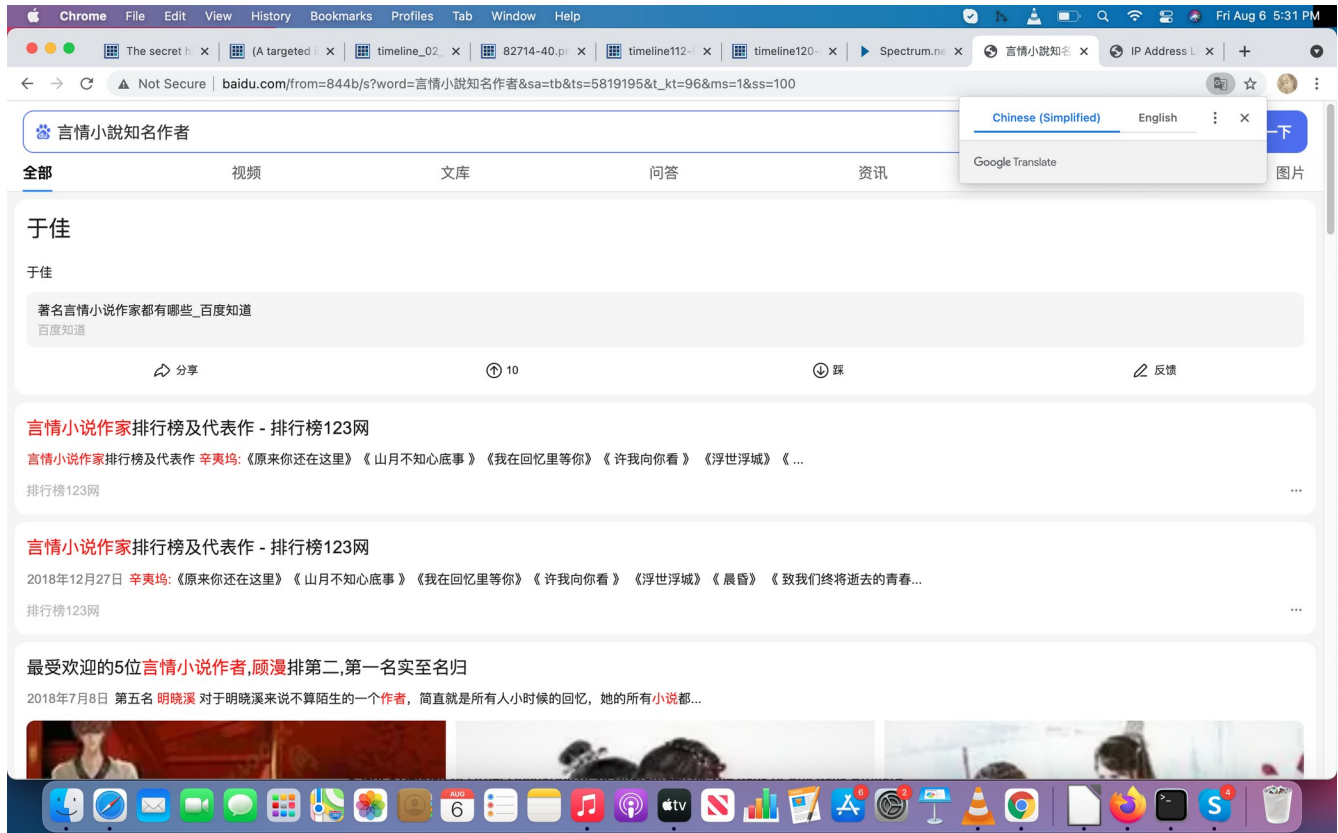 Chrome File Edit View History Bookmarks Profiles Tab Window Help Fri Aug 6 5:31 PM
The secret h (A targeted i timeline_02_ 82714-40.pr timeline112- timeline120- Spectrum.ne 言情小說知名 IP Address L
Not Secure baidu.com/from=844b/s?word=言情小說知名作者&sa=tb&ts=5819195&t_kt=96&ms=1&ss=100
Chinese (Simplified) English
Google Translate
言情小說知名作者 一下
全部 视频 文库 问答 资讯 图片
于佳
于佳
著名言情小说作家都有哪些_百度知道
百度知道
分享 10 踩 反馈
言情小说作家排行榜及代表作 - 排行榜123网
言情小说作家排行榜及代表作 辛夷坞:《原来你还在这里》《 山月不知心底事 》《我在回忆里等你》《 许我向你看 》 《浮世浮城》《 ...
排行榜123网 ...
言情小说作家排行榜及代表作 - 排行榜123网
2018年12月27日 辛夷坞:《原来你还在这里》《 山月不知心底事 》《我在回忆里等你》《 许我向你看 》 《浮世浮城》《 晨昏》 《 致我们终将逝去的青春...
排行榜123网 ...
最受欢迎的5位言情小说作者,顾漫排第二,第一名实至名归
2018年7月8日 第五名 明晓溪 对于明晓溪来说不算陌生的一个作者，简直就是所有人小时候的回忆，她的所有小说都...
AUG
6 tv 6 2 S 4